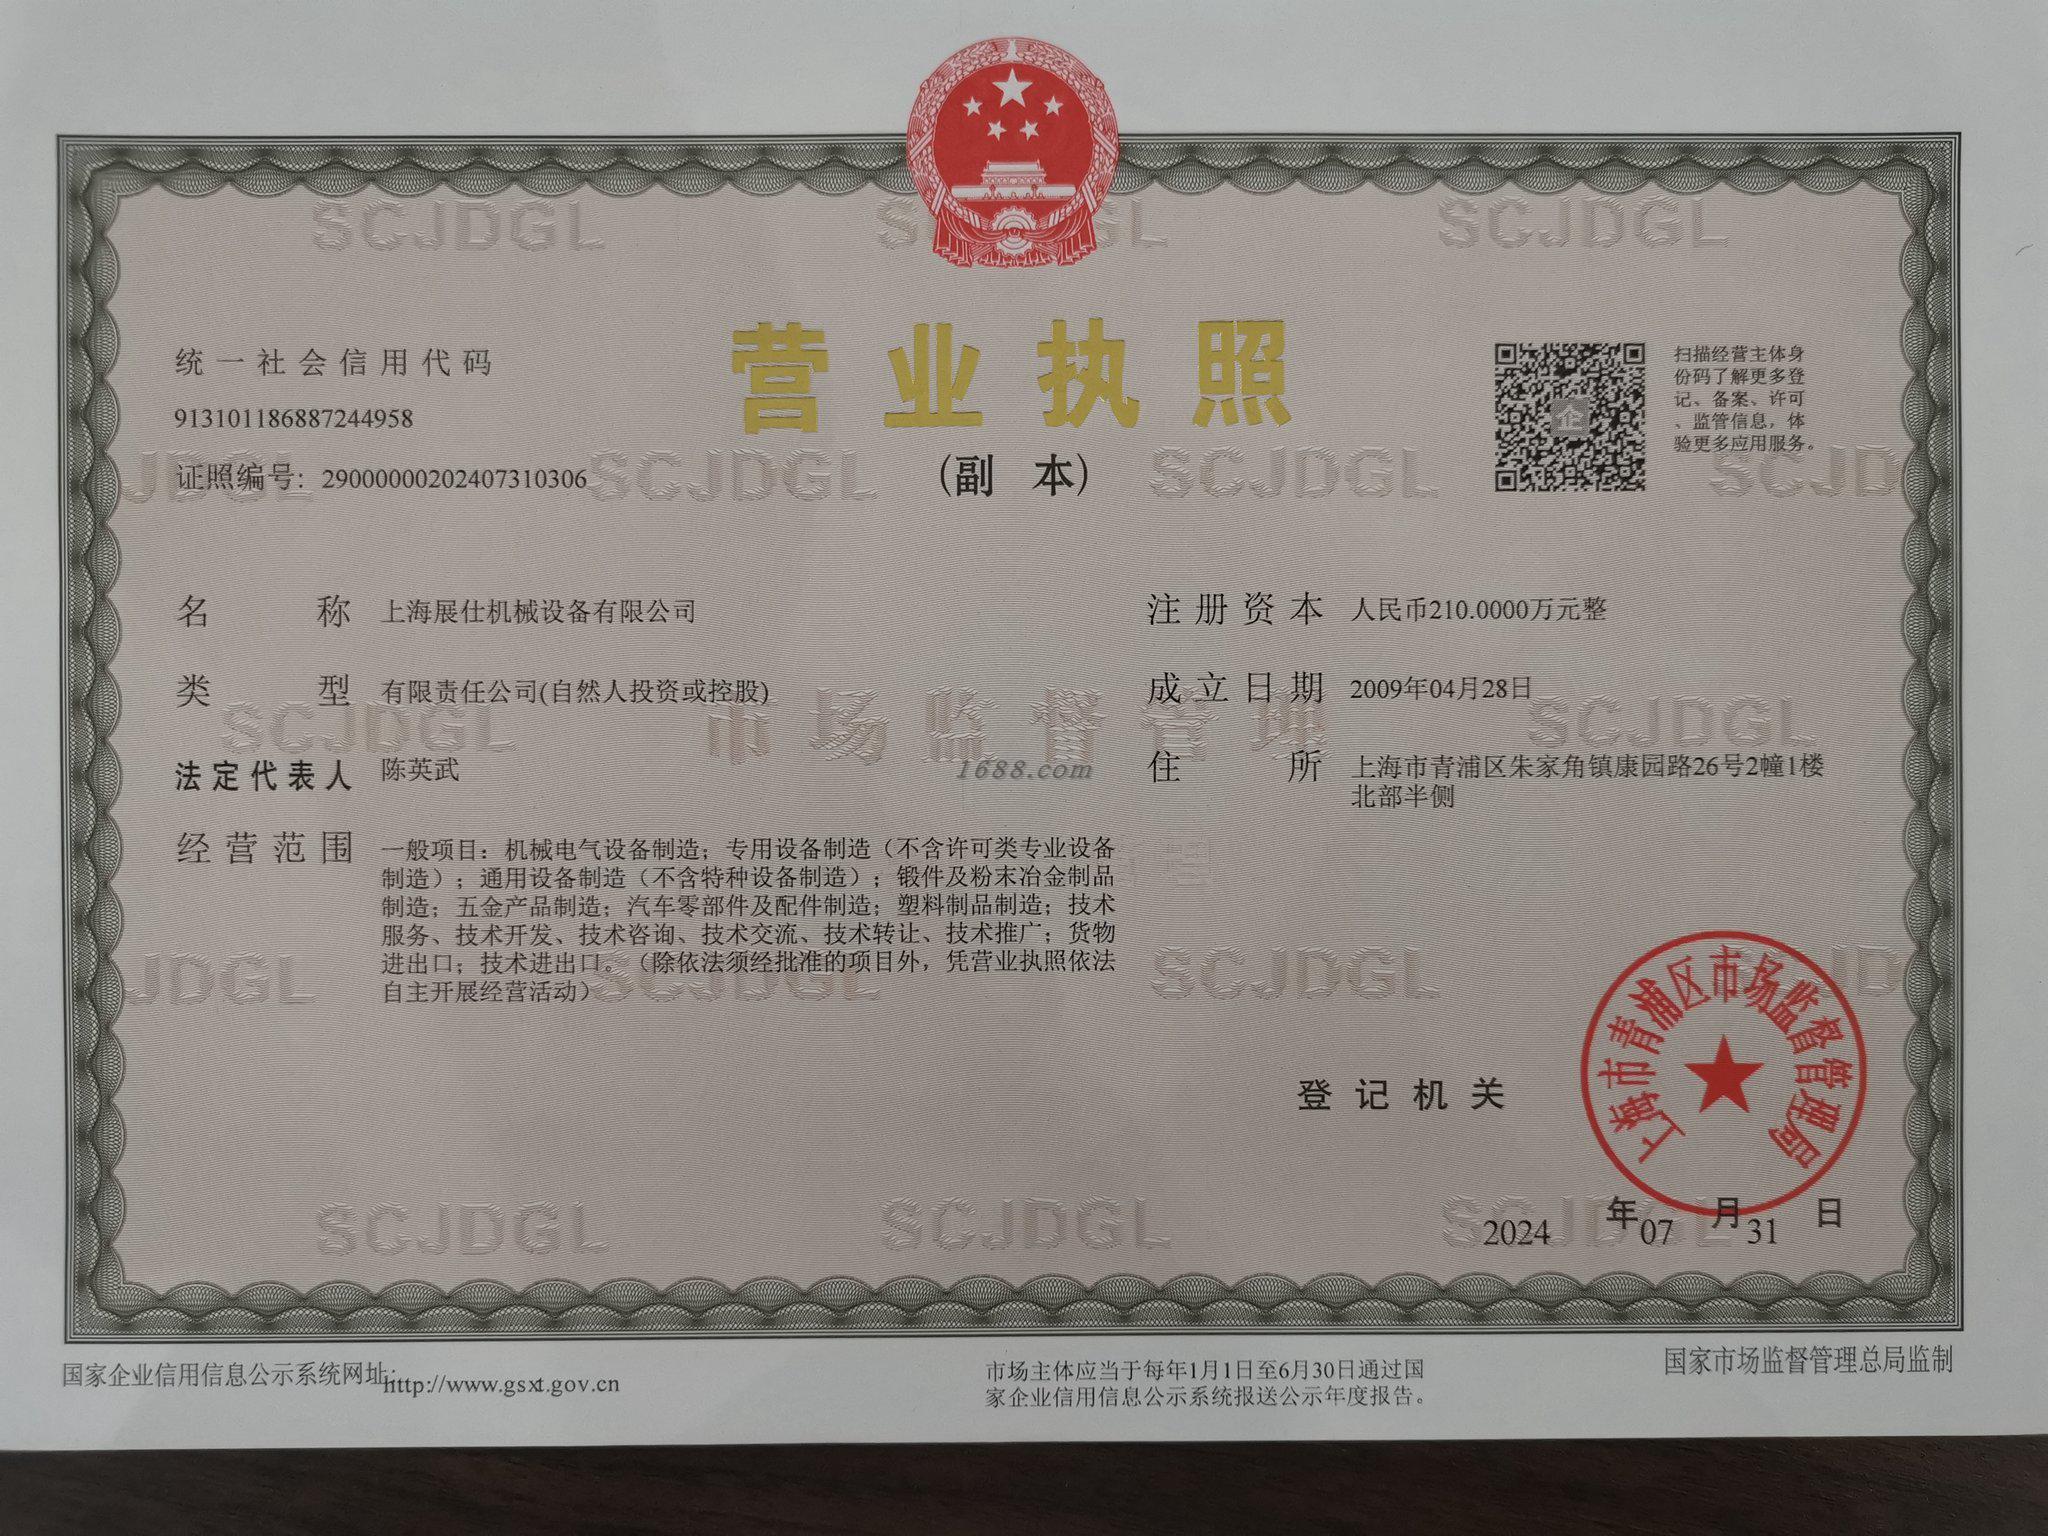 营业执照
(副 本)
统一社会信用代码
913101186887244958
证照编号：29000000202407310306
扫描经营主体身
份码了解更多登
记、备案、许可
、监管信息，体
验更多应用服务。
名 称 上海展仕机械设备有限公司
类 型 有限责任公司(自然人投资或控股)
法定代表人 陈英武
经营范围 一般项目：机械电气设备制造；专用设备制造（不含许可类专业设备
制造）；通用设备制造（不含特种设备制造）；锻件及粉末冶金制品
制造；五金产品制造；汽车零部件及配件制造；塑料制品制造；技术
服务、技术开发、技术咨询、技术交流、技术转让、技术推广；货物
进出口；技术进出口。（除依法须经批准的项目外，凭营业执照依法
自主开展经营活动）
注册资本 人民币210.0000万元整
成立日期 2009年04月28日
住 所 上海市青浦区朱家角镇康园路26号2幢1楼
北部半侧
市场监督管理
1688.com
SCJDGL
登记机关
上海市青浦区市场监督管理局
2024年07月31日
国家企业信用信息公示系统网址:http://www.gsxt.gov.cn
市场主体应当于每年1月1日至6月30日通过国
家企业信用信息公示系统报送公示年度报告。
国家市场监督管理总局监制